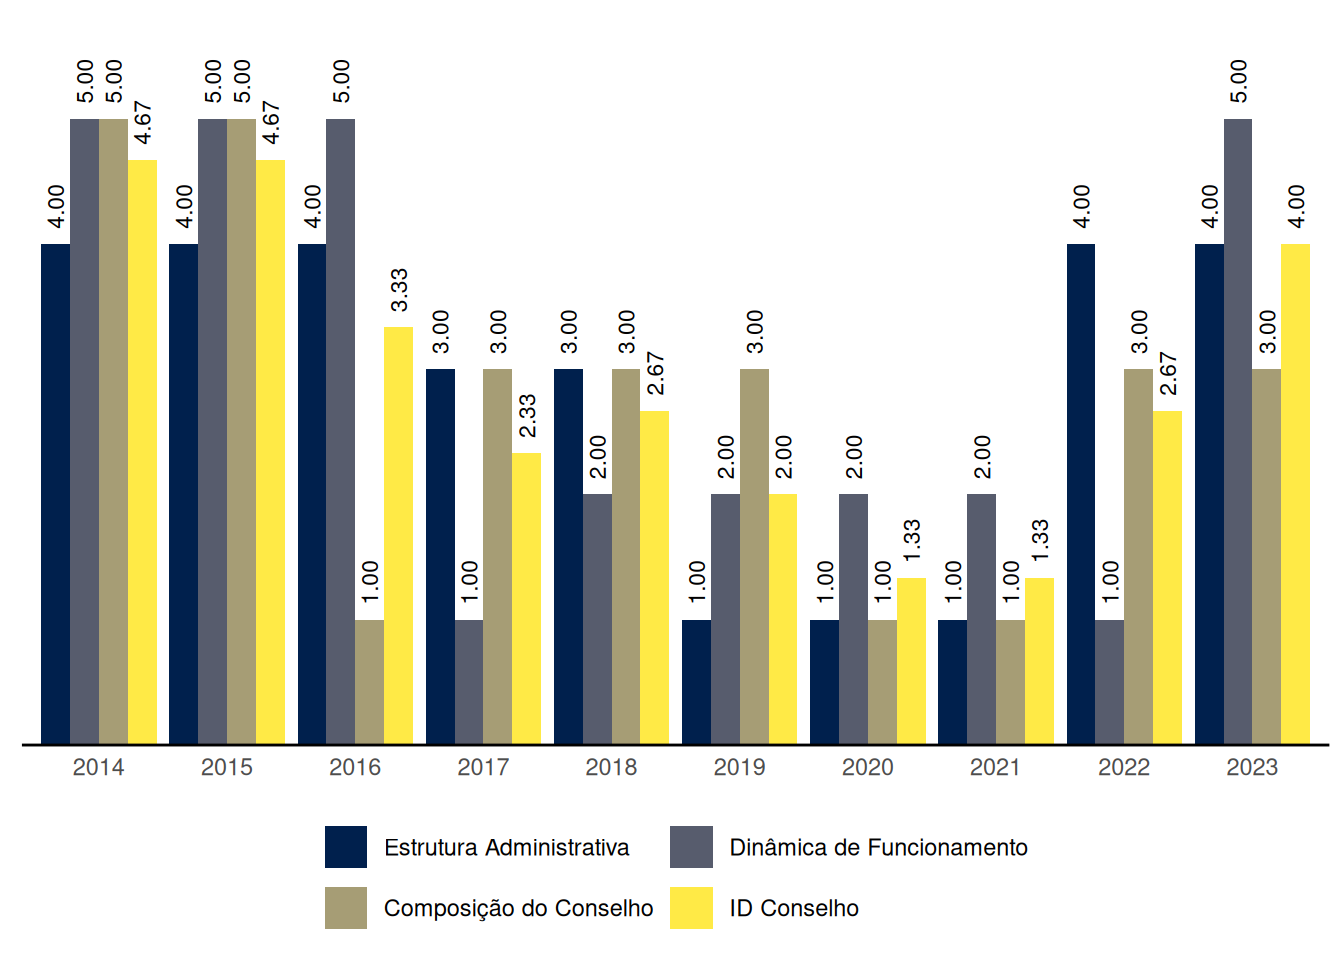 4.00 5.00 5.00 4.67
4.00 5.00 5.00 4.67
4.00 5.00 1.00 3.33
3.00 1.00 3.00 2.33
3.00 2.00 3.00 2.67
1.00 2.00 3.00 2.00
1.00 2.00 1.00 1.33
1.00 2.00 1.00 1.33
4.00 1.00 3.00 2.67
4.00 5.00 3.00 4.00
2014 2015 2016 2017 2018 2019 2020 2021 2022 2023
Estrutura Administrativa Dinâmica de Funcionamento
Composição do Conselho ID Conselho